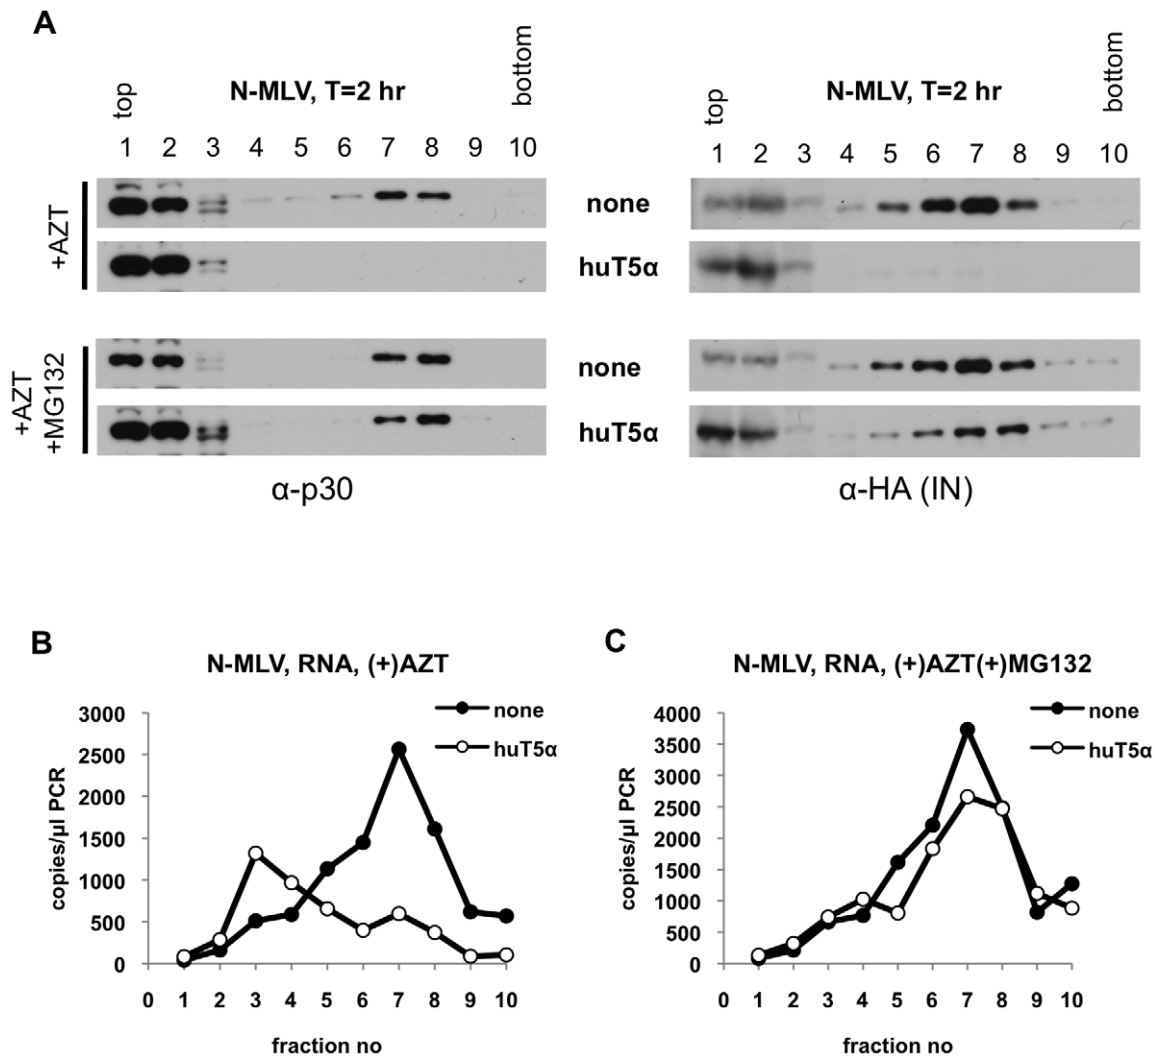 A
N-MLV, T=2 hr
top
bottom
1 2 3 4 5 6 7 8 9 10
N-MLV, T=2 hr
top
bottom
1 2 3 4 5 6 7 8 9 10
+AZT
none
huT5α
+AZT
+MG132
none
huT5α
α-p30
α-HA (IN)
B
N-MLV, RNA, (+)AZT
none
huT5α
copies/µl PCR
3000
2500
2000
1500
1000
500
0
0 1 2 3 4 5 6 7 8 9 10
fraction no
C
N-MLV, RNA, (+)AZT(+)MG132
none
huT5α
copies/µl PCR
4000
3500
3000
2500
2000
1500
1000
500
0
0 1 2 3 4 5 6 7 8 9 10
fraction no